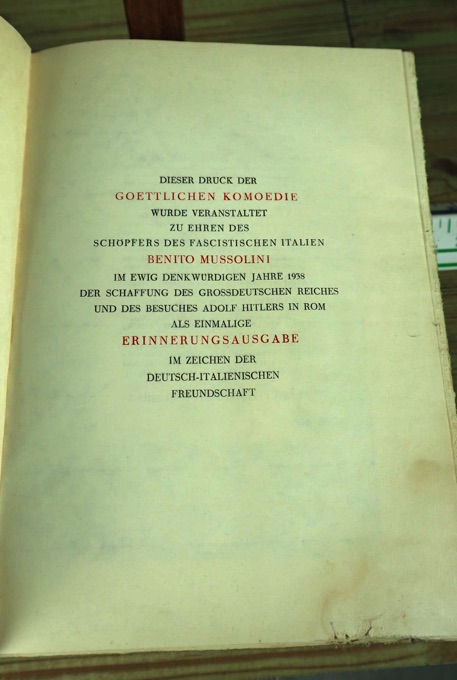 DIESER DRUCK DER
GOETTLICHEN KOMOEDIE
WURDE VERANSTALTET
ZU EHREN DES
SCHÖPFERS DES FASCISTISCHEN ITALIEN
BENITO MUSSOLINI
IM EWIG DENKWÜRDIGEN JAHRE 1938
DER SCHAFFUNG DES GROSSDEUTSCHEN REICHES
UND DES BESUCHES ADOLF HITLERS IN ROM
ALS EINMALIGE
ERINNERUNGSAUSGABE
IM ZEICHEN DER
DEUTSCH-ITALIENISCHEN
FREUNDSCHAFT